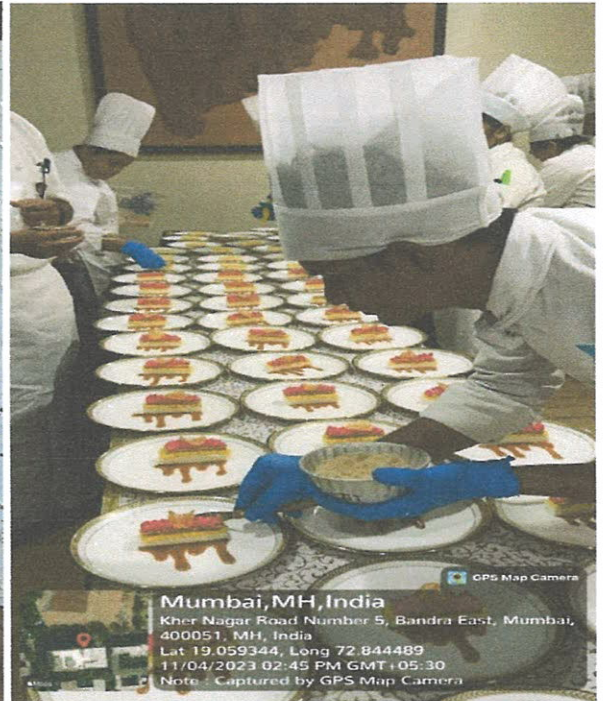 GPS Map Camera
Mumbai,MH,India
Kher Nagar Road Number 5, Bandra East, Mumbai,
400051, MH, India
Lat 19.059344, Long 72.844489
11/04/2023 02:45 PM GMT+05:30
Note : Captured by GPS Map Camera